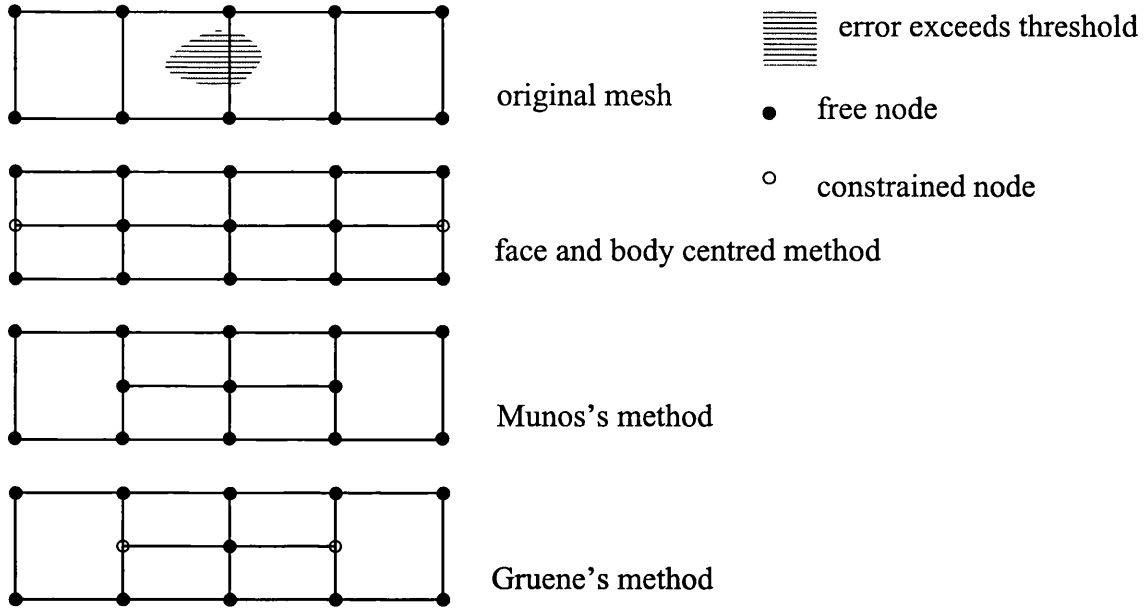 error exceeds threshold
original mesh
free node
constrained node
face and body centred method
Munos's method
Gruene's method